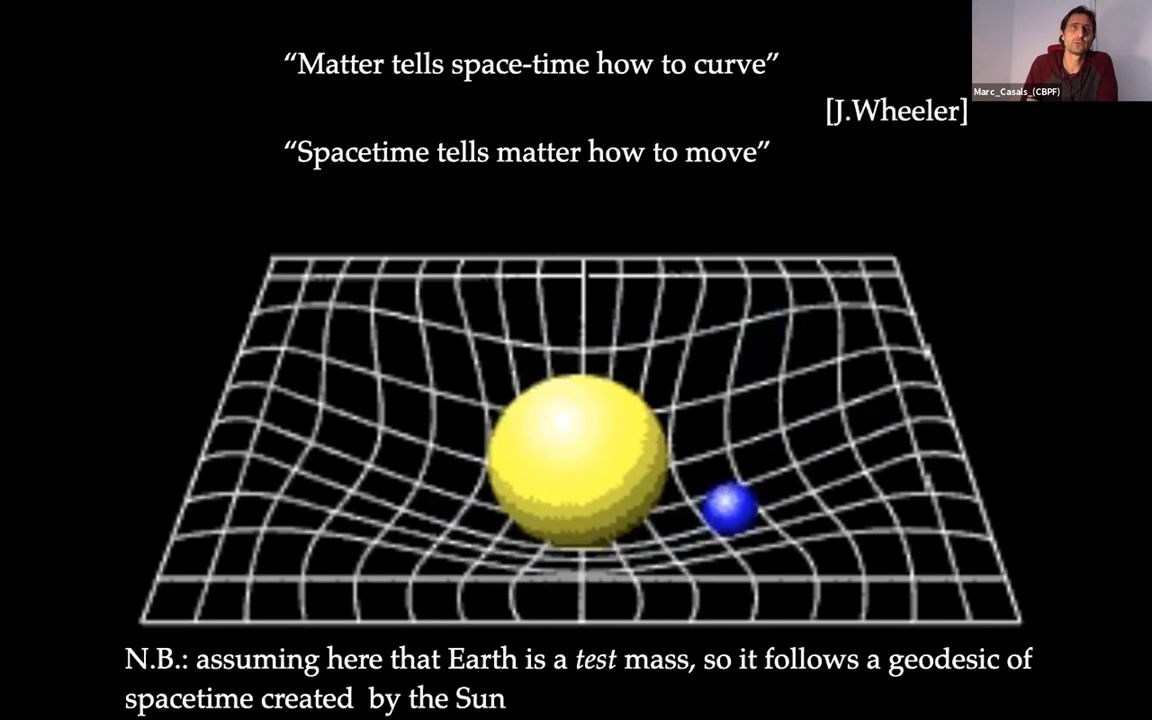 “Matter tells space-time how to curve”
Marc_Casals_(CBPF)
[J.Wheeler]
“Spacetime tells matter how to move”
N.B.: assuming here that Earth is a test mass, so it follows a geodesic of
spacetime created by the Sun